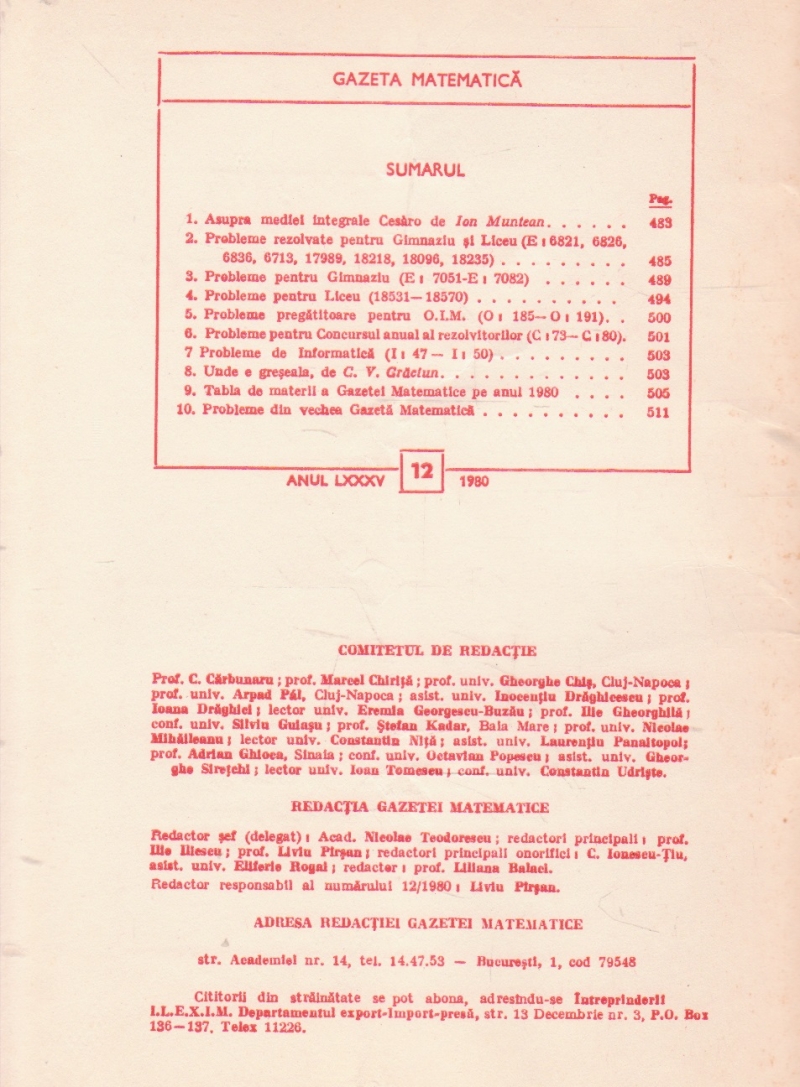 GAZETA MATEMATICĂ
SUMARUL
Pag.
1. Asupra mediei integrale Cesàro de Ion Muntean. . . . . . 483
2. Probleme rezolvate pentru Gimnaziu și Liceu (E : 6821, 6826,
6836, 6713, 17989, 18218, 18096, 18235) . . . . . . . . . 485
3. Probleme pentru Gimnaziu (E : 7051-E : 7082) . . . . . . 489
4. Probleme pentru Liceu (18531—18570) . . . . . . . . . . 494
5. Probleme pregătitoare pentru O.I.M. (O : 185—O : 191). . 500
6. Probleme pentru Concursul anual al rezolvitorilor (C : 73— C : 80). 501
7 Probleme de Informatică (I : 47 — I : 50) . . . . . . . . . 503
8. Unde e greșeala, de C. V. Crăciun. . . . . . . . . . . . . 503
9. Tabla de materii a Gazetei Matematice pe anul 1980 . . . . 505
10. Probleme din vechea Gazetă Matematică . . . . . . . . . . 511
ANUL LXXXV 12 1980
COMITETUL DE REDACȚIE
Prof. C. Cărbunaru ; prof. Marcel Chiriță ; prof. univ. Gheorghe Chiș, Cluj-Napoca ;
prof. univ. Arpad Pál, Cluj-Napoca ; asist. univ. Inocențiu Drăghicescu ; prof.
Ioana Drăghici ; lector univ. Eremia Georgescu-Buzău ; prof. Ilie Gheorghilă ;
conf. univ. Silviu Guiașu ; prof. Ștefan Kadar, Baia Mare ; prof. univ. Nicolae
Mihăileanu ; lector univ. Constantin Niță ; asist. univ. Laurențiu Panaitopol;
prof. Adrian Ghioca, Sinaia ; conf. univ. Octavian Popescu ; asist. univ. Gheor-
ghe Sirețchi ; lector univ. Ioan Tomescu ; conf. univ. Constantin Udriște.
REDACȚIA GAZETEI MATEMATICE
Redactor șef (delegat) : Acad. Nicolae Teodorescu ; redactori principali : prof.
Ilie Iliescu ; prof. Liviu Pîrșan ; redactori principali onorifici : C. Ionescu-Țiu,
asist. univ. Eliferie Rogai ; redactor : prof. Liliana Balaci.
Redactor responsabil al numărului 12/1980 : Liviu Pîrșan.
ADRESA REDACȚIEI GAZETEI MATEMATICE
str. Academiei nr. 14, tel. 14.47.53 — București, 1, cod 79548
Cititorii din străinătate se pot abona, adresîndu-se Întreprinderii
I.L.E.X.I.M. Departamentul export-import-presă, str. 13 Decembrie nr. 3, P.O. Box
136—137. Telex 11226.